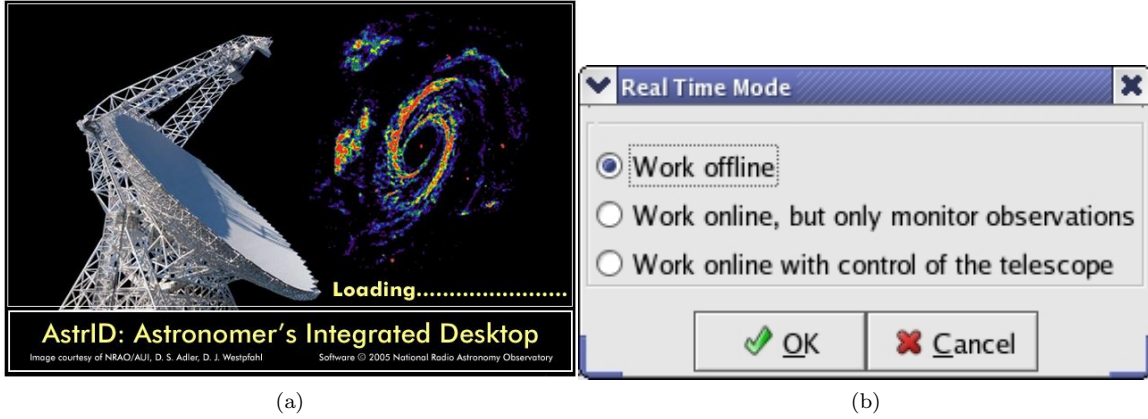 Loading.......................
AstrID: Astronomer's Integrated Desktop
Image courtesy of NRAO/AUI, D. S. Adler, D. J. Westpfahl
Software © 2005 National Radio Astronomy Observatory
(a)
Real Time Mode
Work offline
Work online, but only monitor observations
Work online with control of the telescope
OK
Cancel
(b)